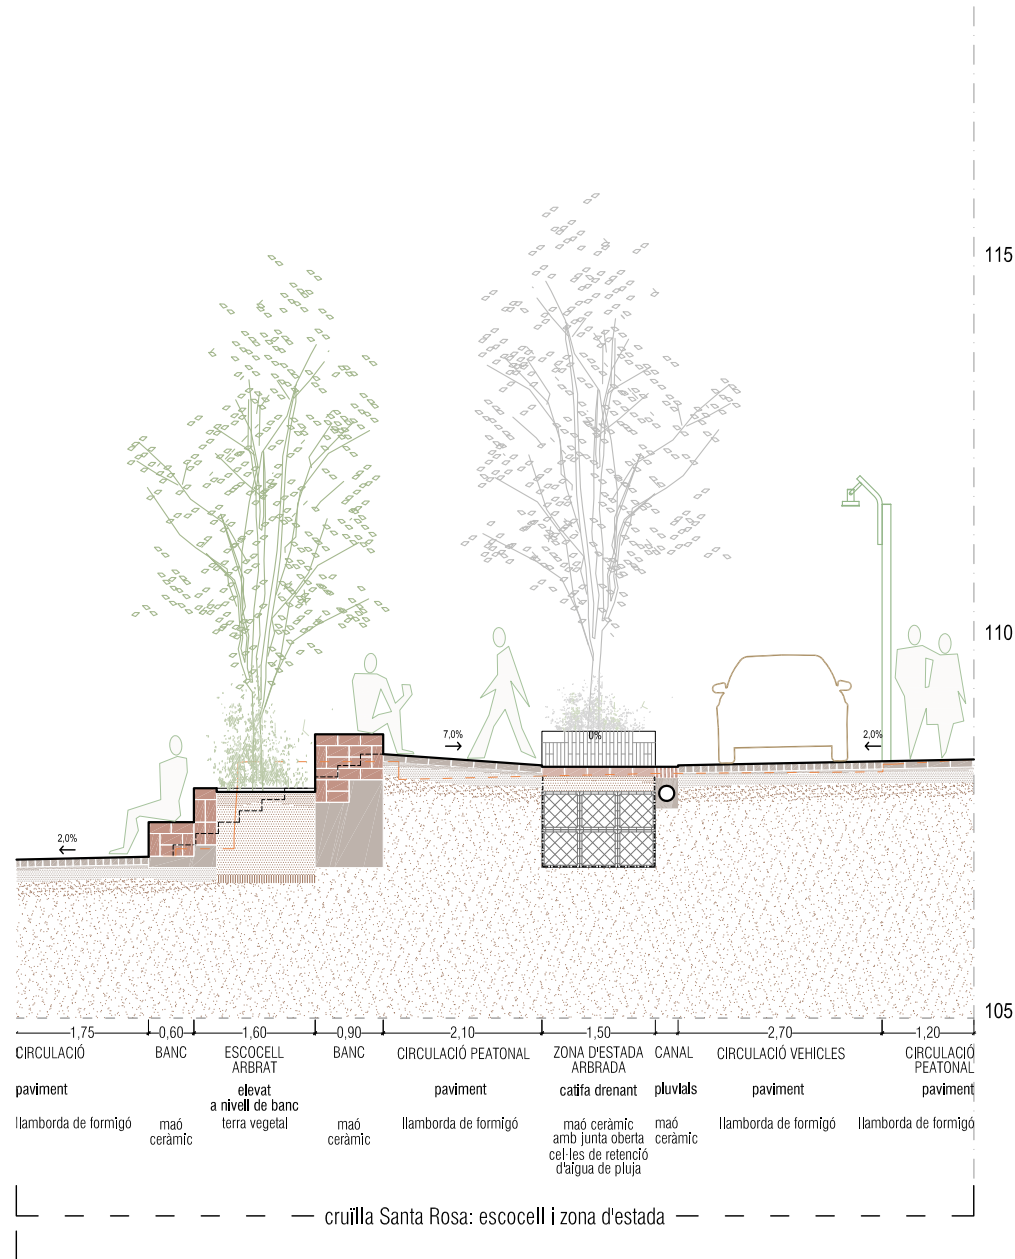 115
110
7,0%
0%
2,0%
2,0%
105
1,75
0,60
1,60
0,90
2,10
1,50
2,70
1,20
CIRCULACIÓ
BANC
ESCOCELL
ARBRAT
BANC
CIRCULACIÓ PEATONAL
ZONA D'ESTADA
ARBRADA
CANAL
CIRCULACIÓ VEHICLES
CIRCULACIÓ
PEATONAL
paviment
elevat
a nivell de banc
paviment
catifa drenant
pluvials
paviment
paviment
llamborda de formigó
maó
ceràmic
terra vegetal
maó
ceràmic
llamborda de formigó
maó ceràmic
amb junta oberta
cel·les de retenció
d'aigua de pluja
maó
ceràmic
llamborda de formigó
llamborda de formigó
cruïlla Santa Rosa: escocell i zona d'estada